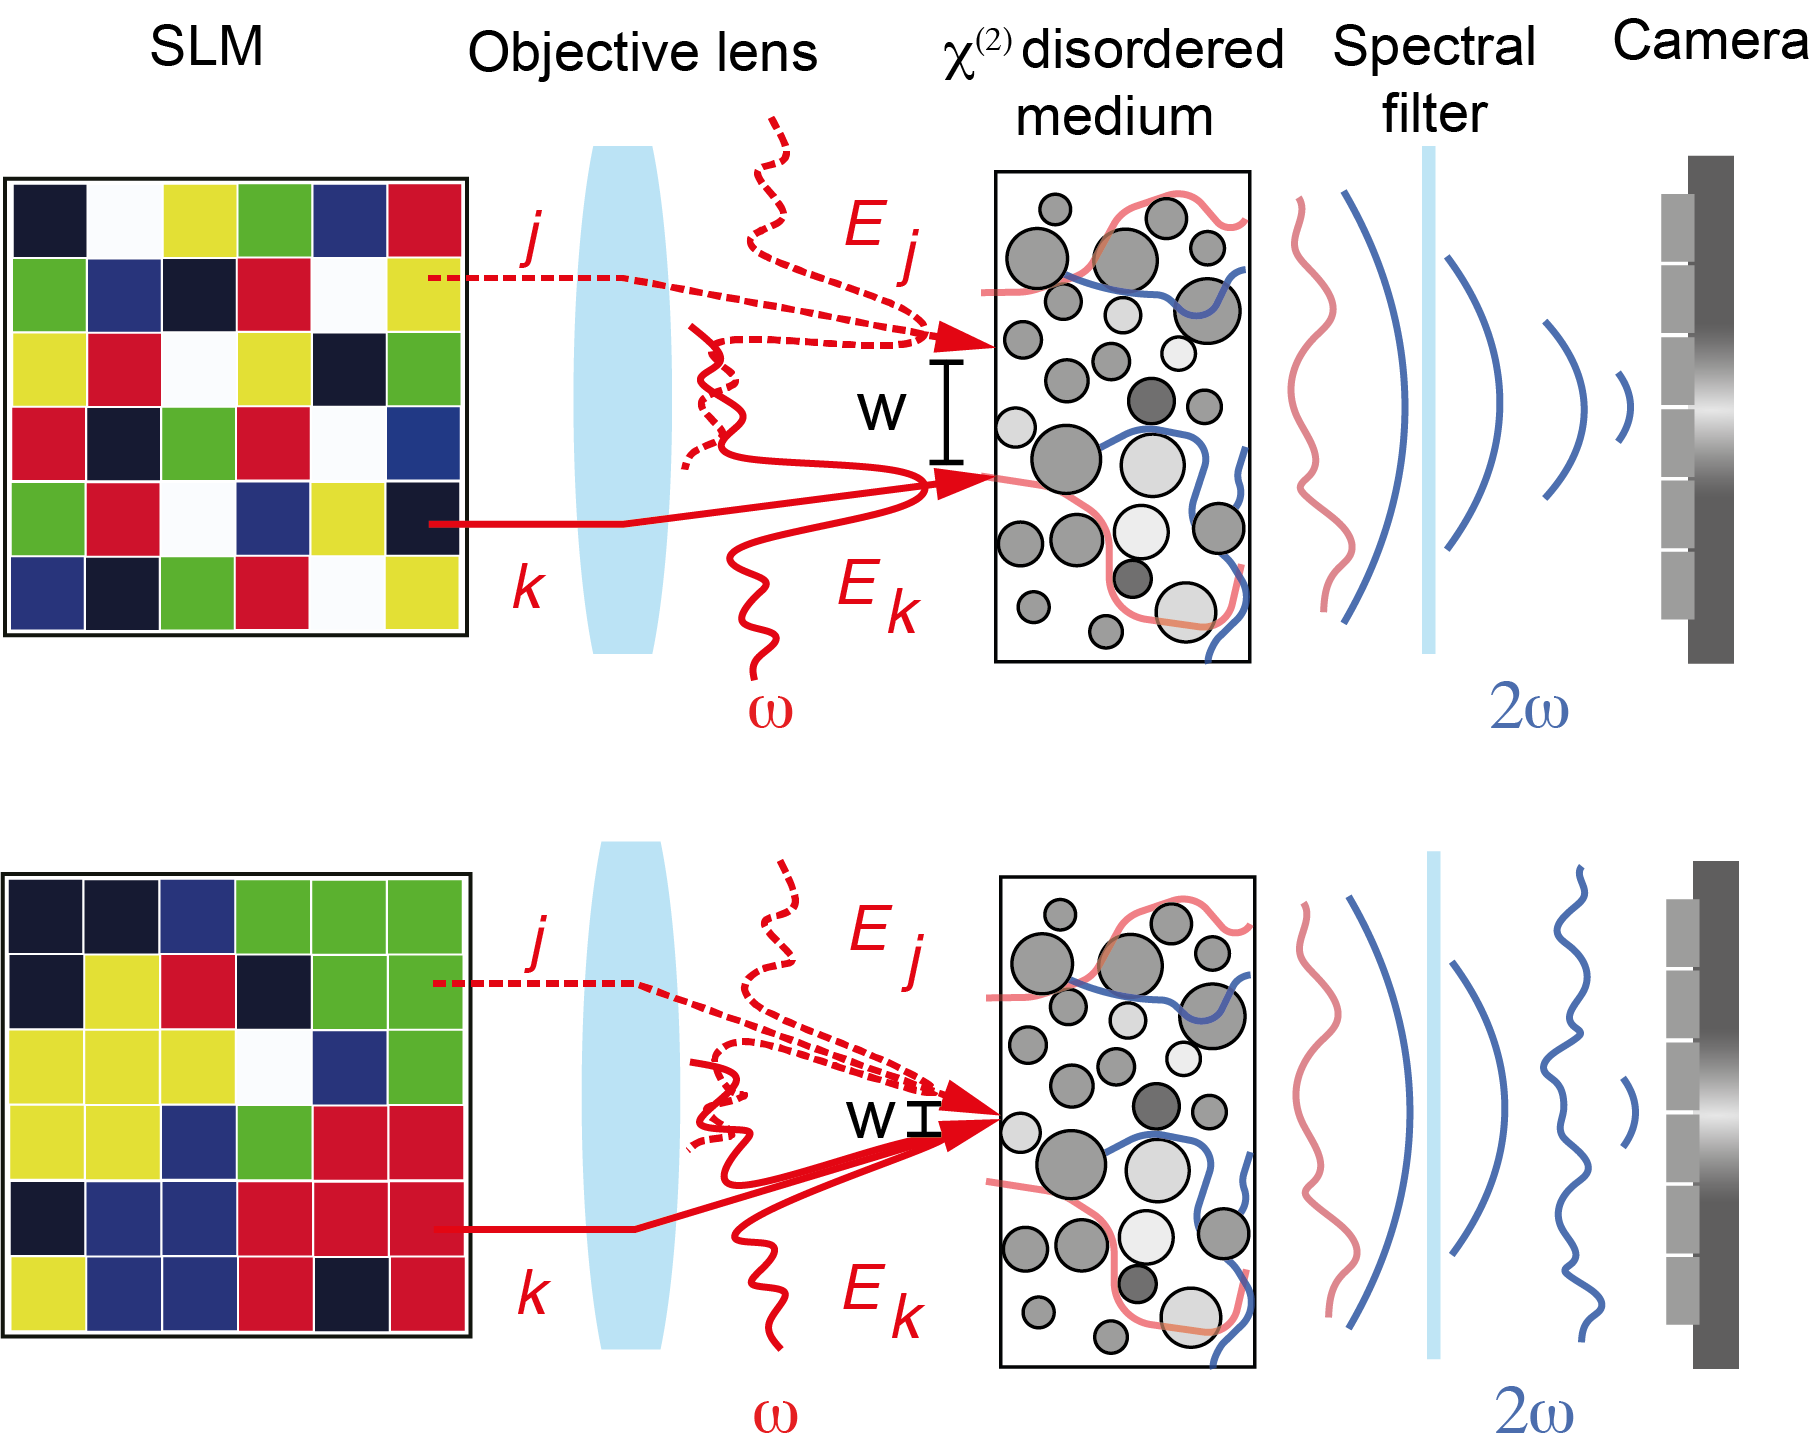 SLM
Objective lens
χ⁽²⁾ disordered
medium
Spectral
filter
Camera
j
E j
w
k
E k
ω
2ω
j
E j
w
k
E k
ω
2ω